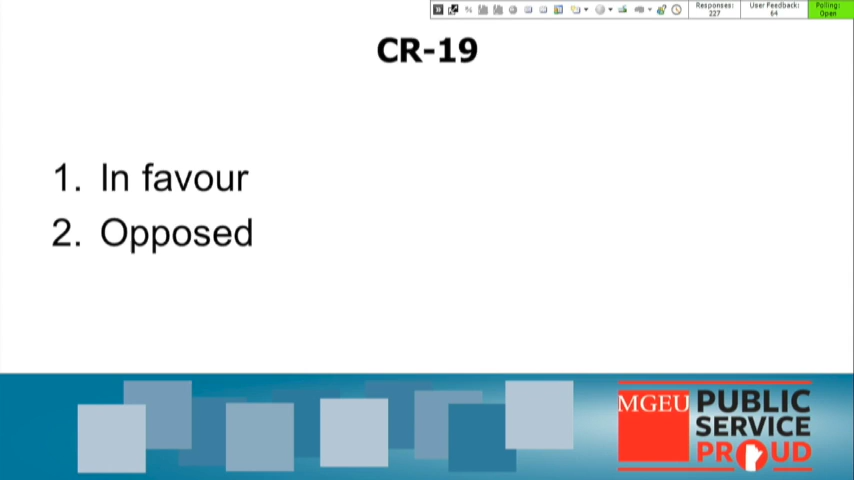 Responses: User Feedback: Polling:
227 64 Open
CR-19
1. In favour
2. Opposed
MGEU PUBLIC
SERVICE
PROUD